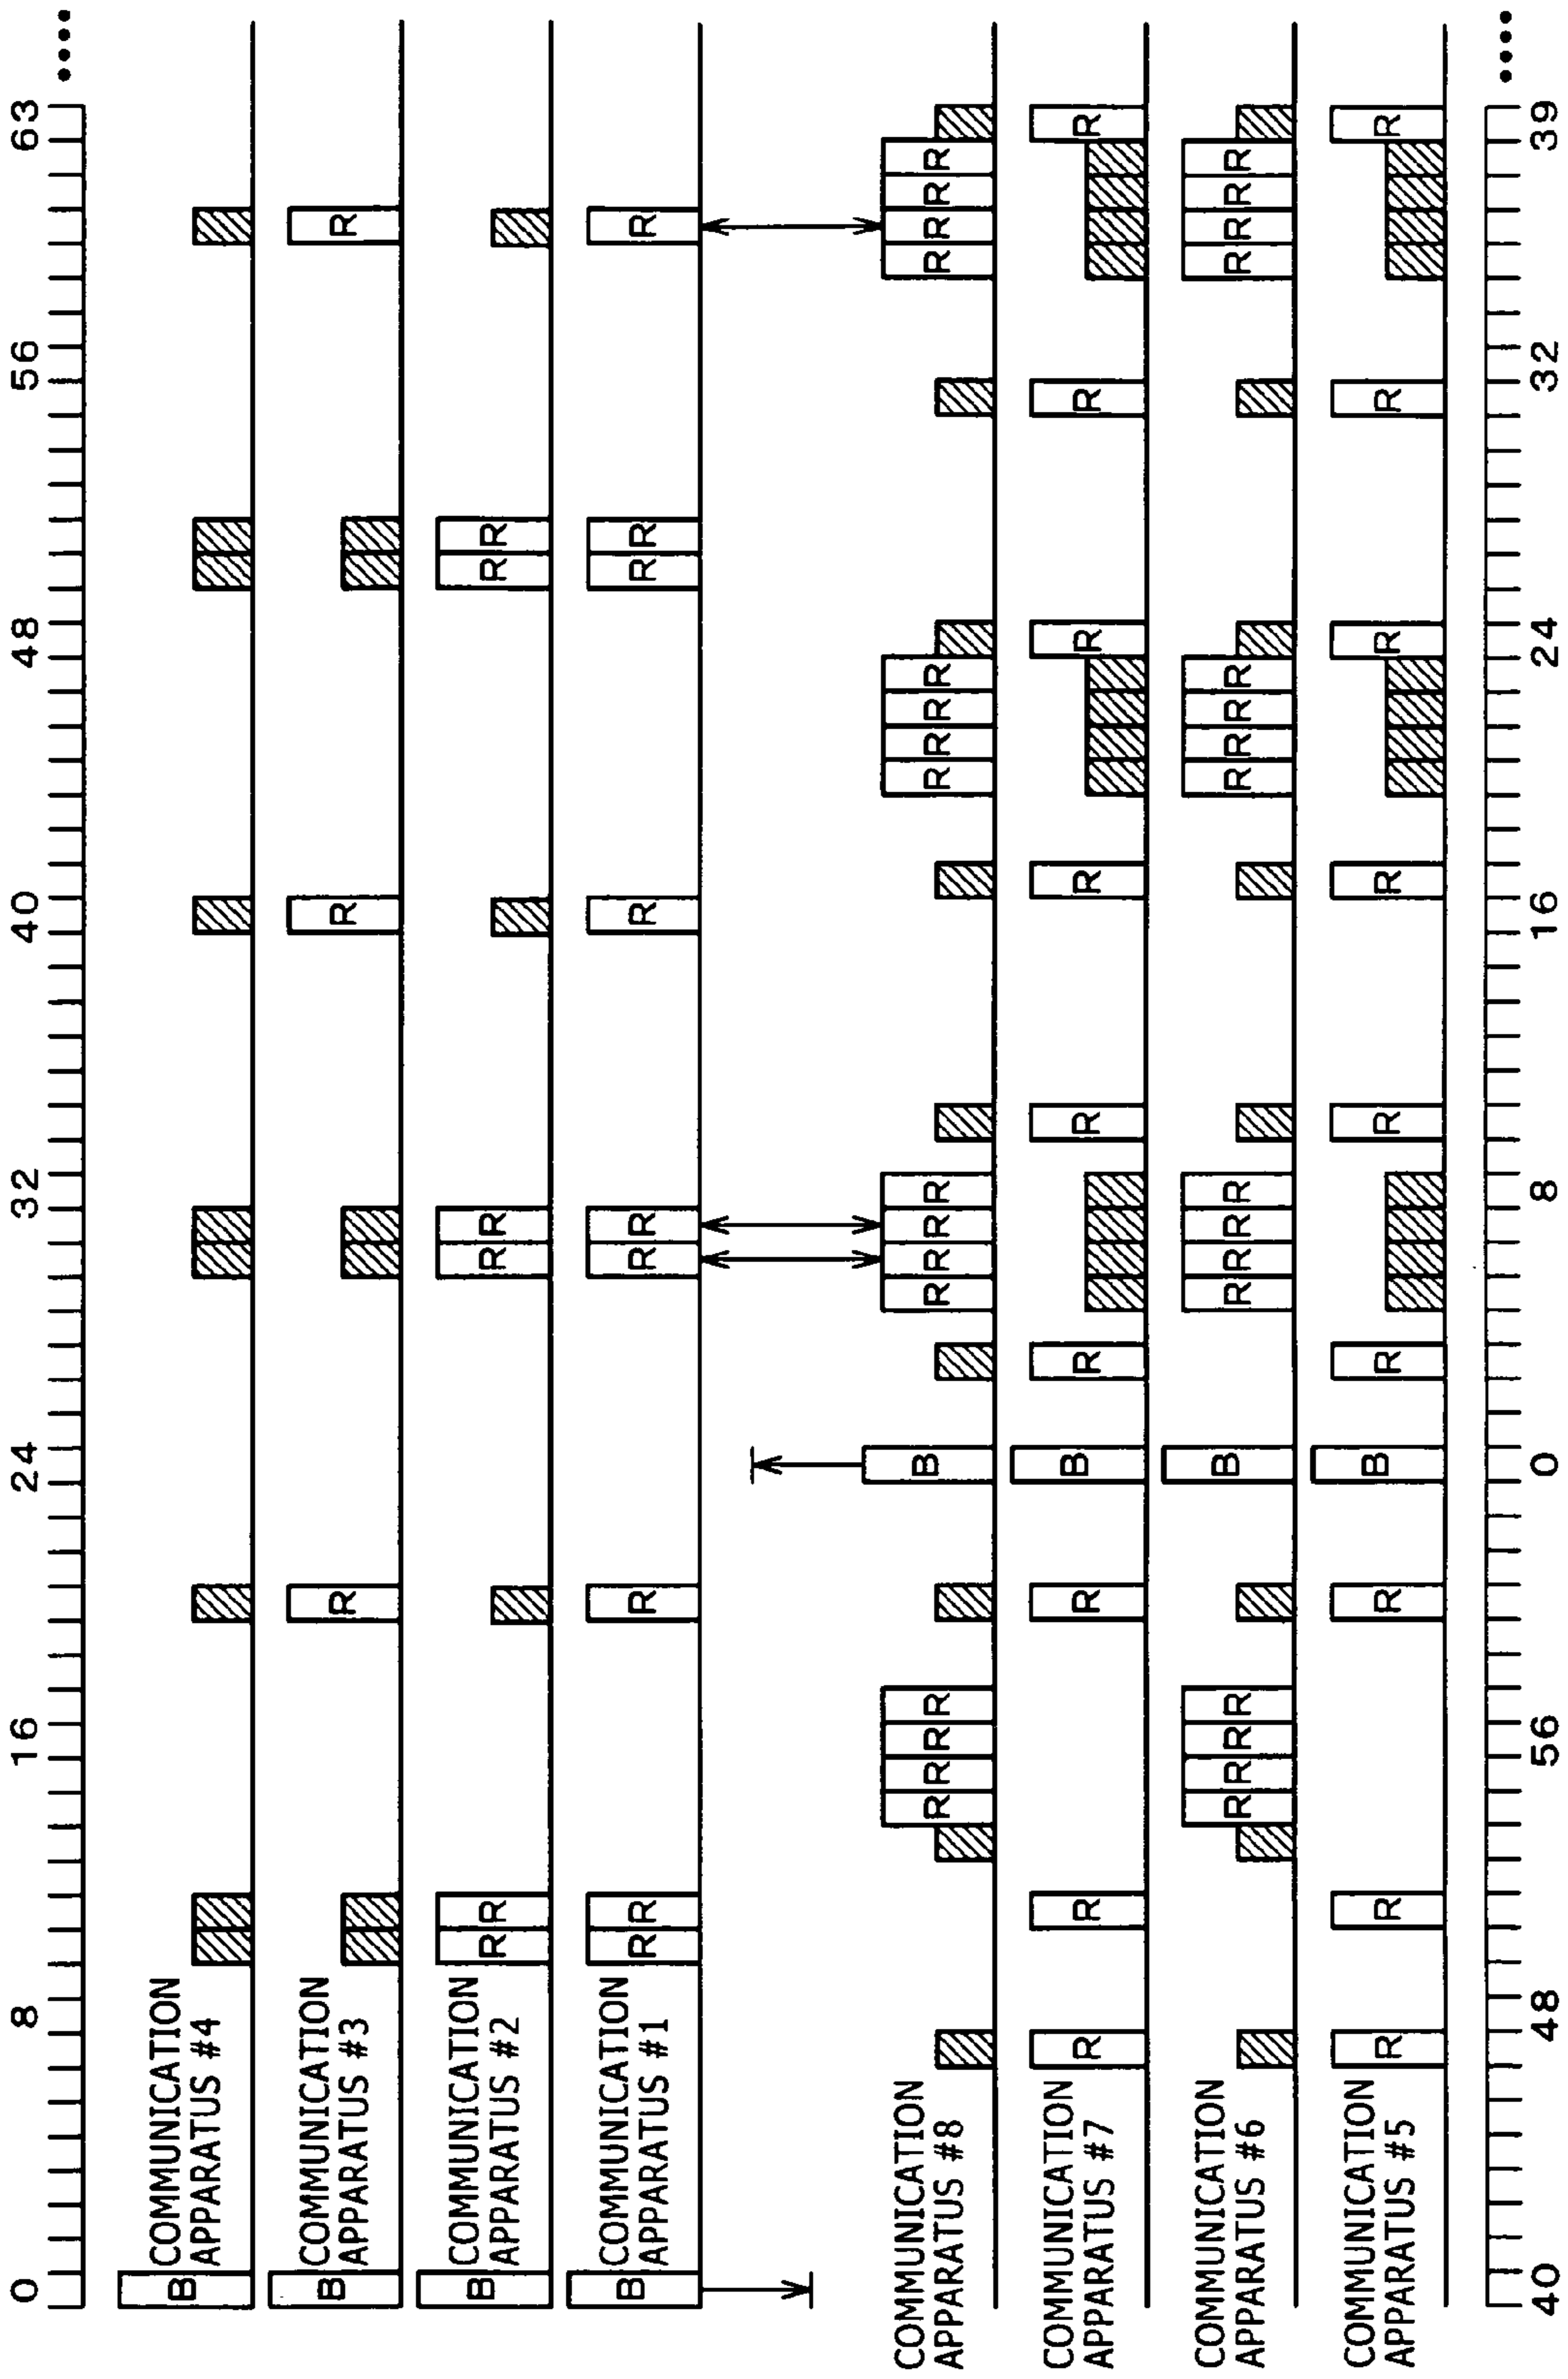 0 8 16 24 32 40 48 56 63 ••••
COMMUNICATION
APPARATUS #4
B
COMMUNICATION
APPARATUS #3
B R R R
COMMUNICATION
APPARATUS #2
B R R R R R R
COMMUNICATION
APPARATUS #1
B R R R R R R R R R
COMMUNICATION
APPARATUS #8
R R R R B R R R R R R R R R R R R
COMMUNICATION
APPARATUS #7
R R R B R R R R R R
COMMUNICATION
APPARATUS #6
R R R R B R R R R R R R R R R R R
COMMUNICATION
APPARATUS #5
R R R B R R R R R R
40 48 56 0 8 16 24 32 39 ••••